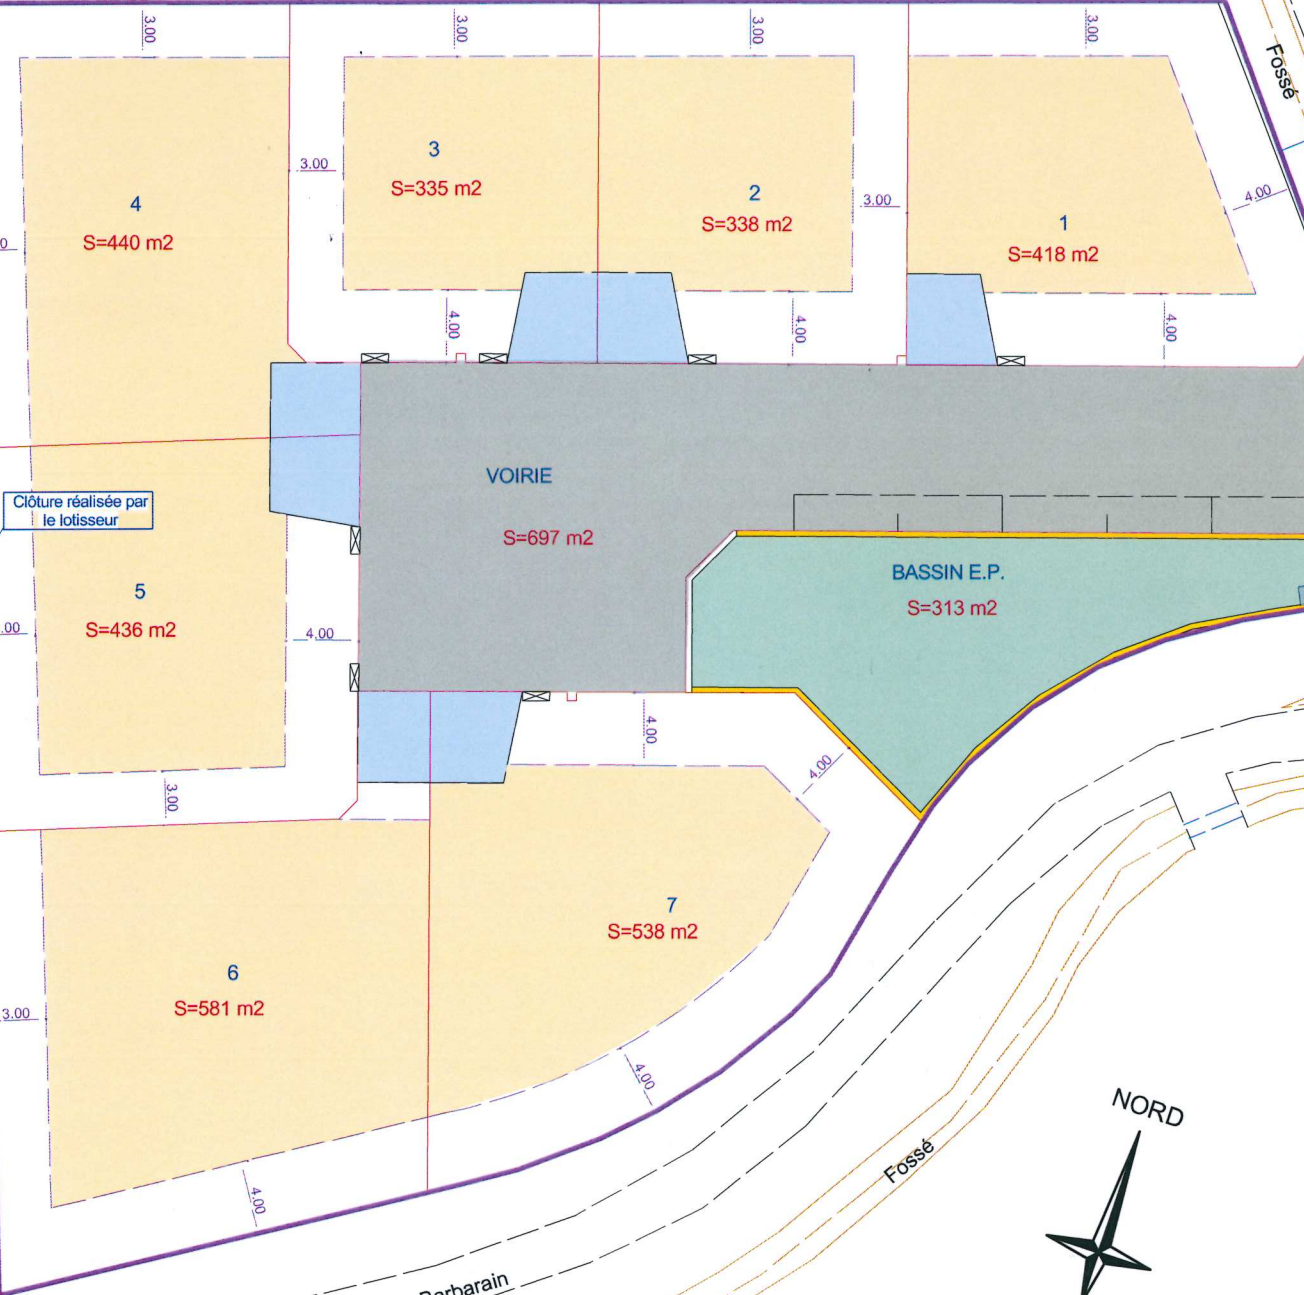 3.00
3.00
3.00
3.00
Fossé
3
S=335 m2
3.00
4
S=440 m2
2
S=338 m2
3.00
1
S=418 m2
4.00
4.00
4.00
4.00
VOIRIE
S=697 m2
Clôture réalisée par
le lotisseur
BASSIN E.P.
S=313 m2
5
S=436 m2
.00
4.00
4.00
4.00
3.00
7
S=538 m2
6
S=581 m2
3.00
4.00
4.00
NORD
Fossé
Barbarain